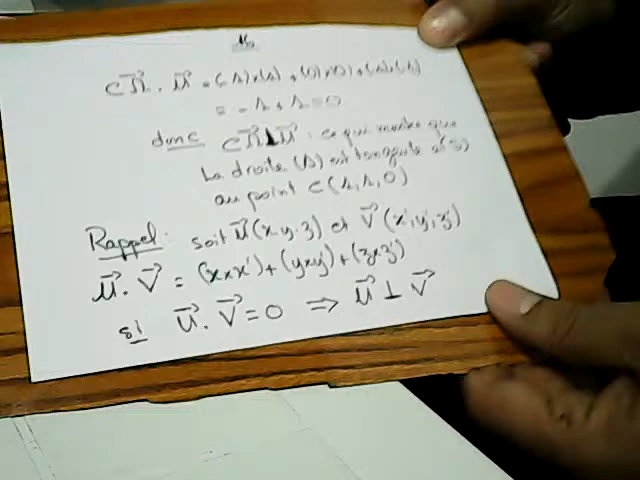 CΩ⃗ . u⃗ = (-1)×(1) + (0)×(0) + (1)×(1)
= -1 + 1 = 0
donc CΩ⃗ ⊥ u⃗ : ce qui montre que
la droite (Δ) est tangente à (S)
au point C(1,1,0)
Rappel: soit u⃗(x,y,z) et V⃗(x',y',z')
u⃗ . V⃗ = (x×x')+(y×y')+(z×z')
si u⃗ . V⃗ = 0 ⇒ u⃗ ⊥ V⃗